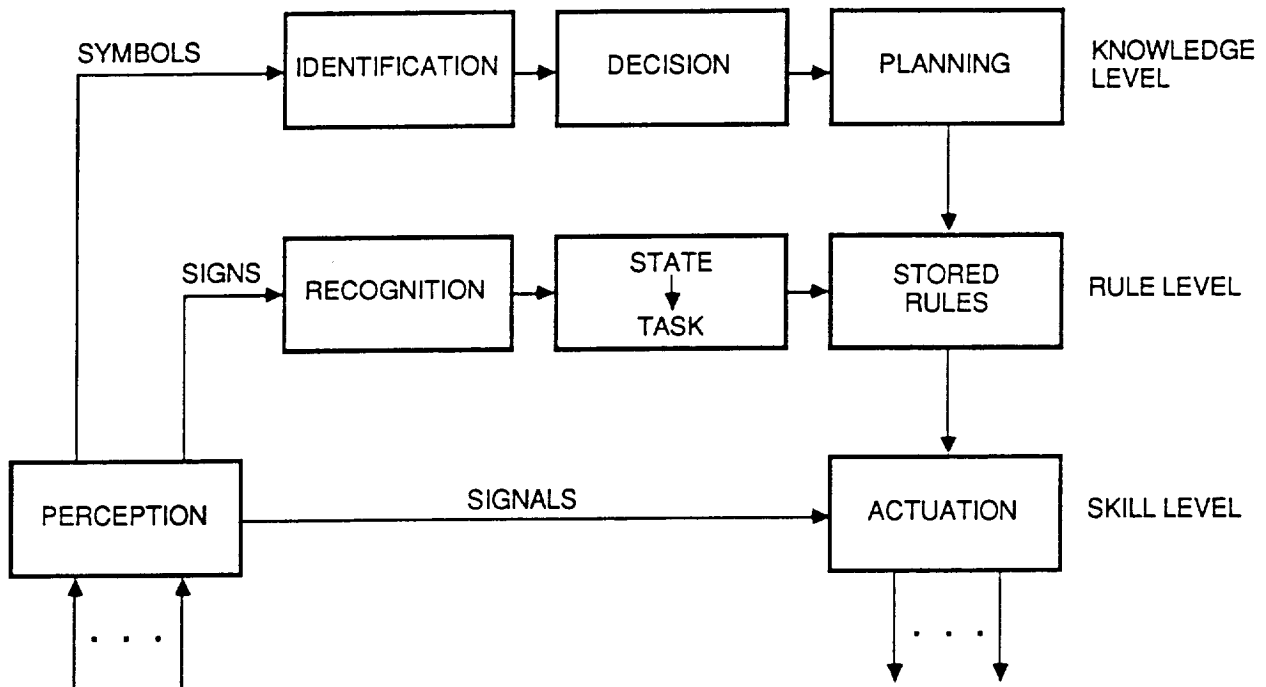 SYMBOLS
IDENTIFICATION
DECISION
PLANNING
KNOWLEDGE
LEVEL
SIGNS
RECOGNITION
STATE
TASK
STORED
RULES
RULE LEVEL
PERCEPTION
SIGNALS
ACTUATION
SKILL LEVEL
. . .
. . .